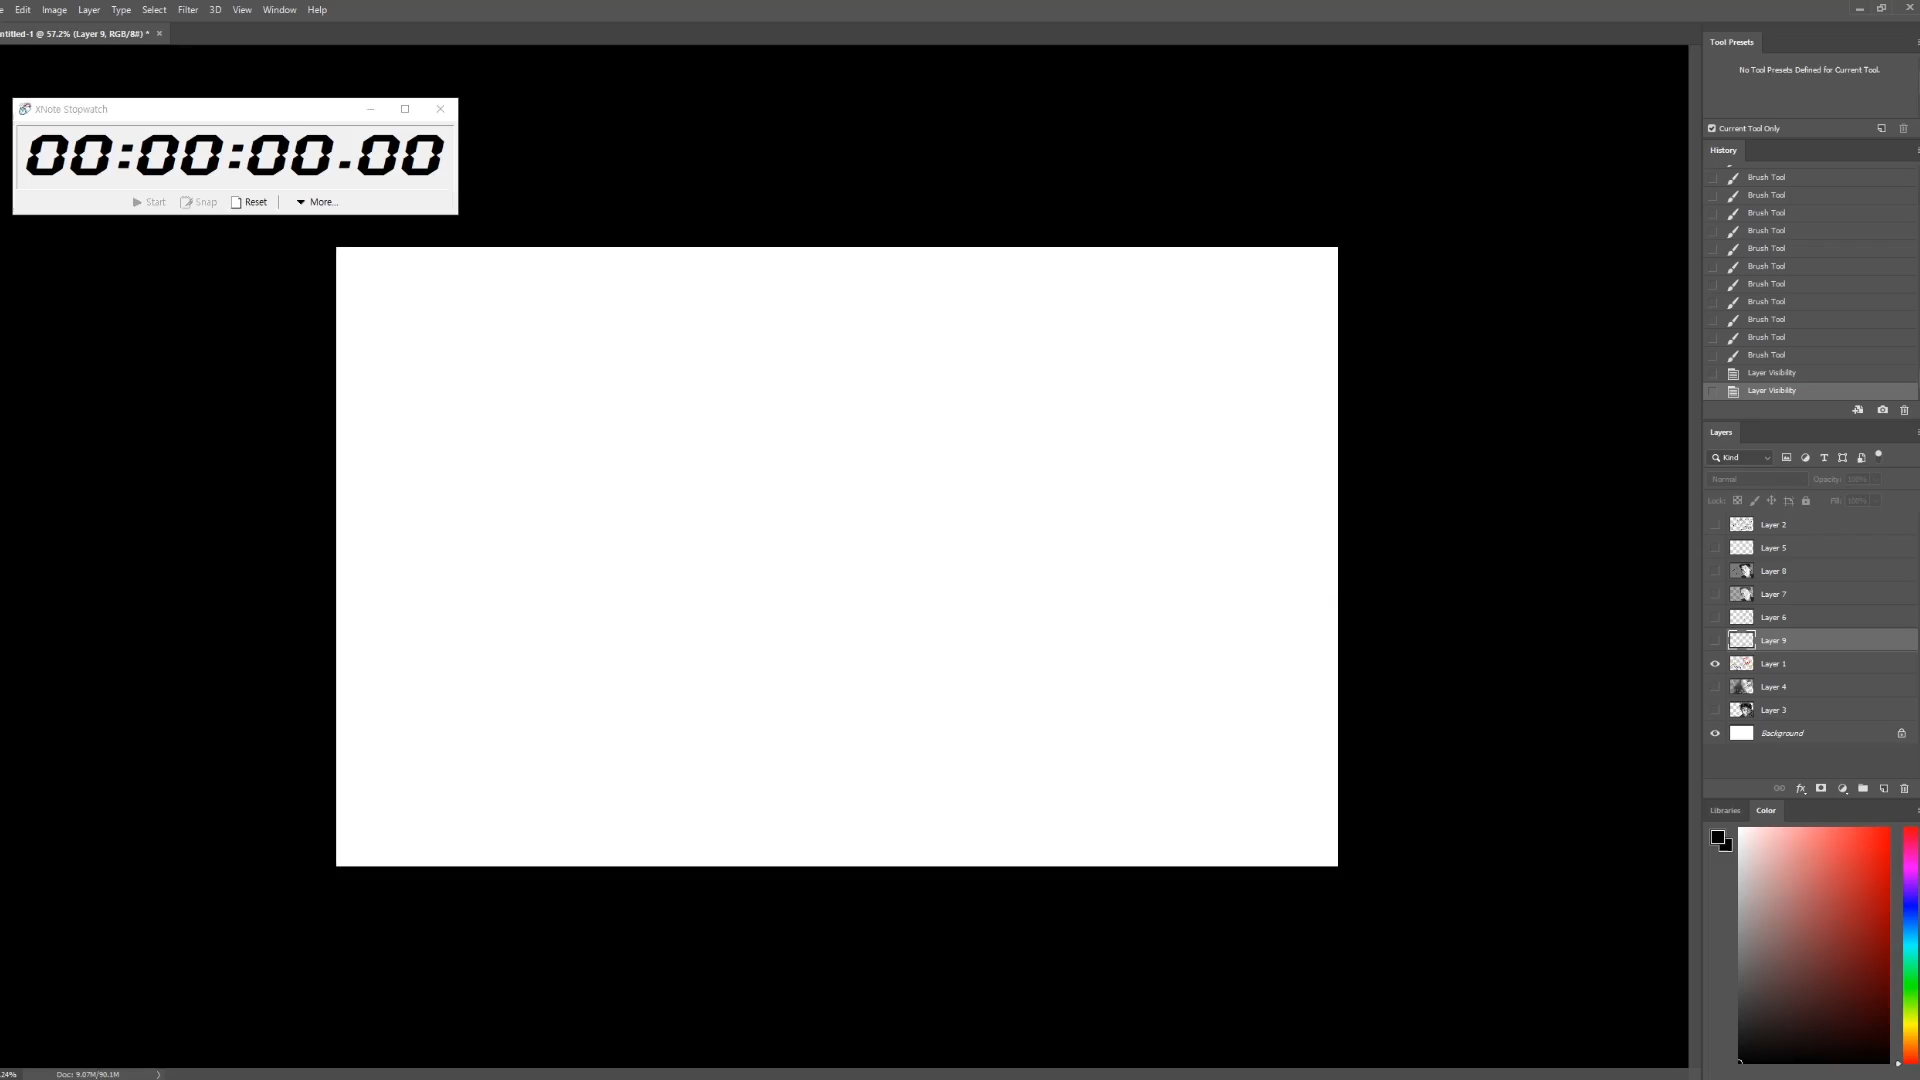 Edit Image Layer Type Select Filter 3D View Window Help
ntitled-1 @ 57.2% (Layer 9, RGB/8#) *
XNote Stopwatch
00:00:00.00
Start Snap Reset More...
Tool Presets
No Tool Presets Defined for Current Tool.
Current Tool Only
History
Brush Tool
Brush Tool
Brush Tool
Brush Tool
Brush Tool
Brush Tool
Brush Tool
Brush Tool
Brush Tool
Brush Tool
Brush Tool
Layer Visibility
Layer Visibility
Layers
Kind
Normal Opacity: 100%
Lock: Fill: 100%
Layer 2
Layer 5
Layer 8
Layer 7
Layer 6
Layer 9
Layer 1
Layer 4
Layer 3
Background
fx
Libraries Color
.24% Doc: 9.07M/90.1M